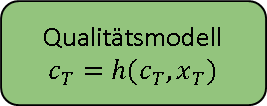 Qualitätsmodell
c_T = h(c_T, x_T)